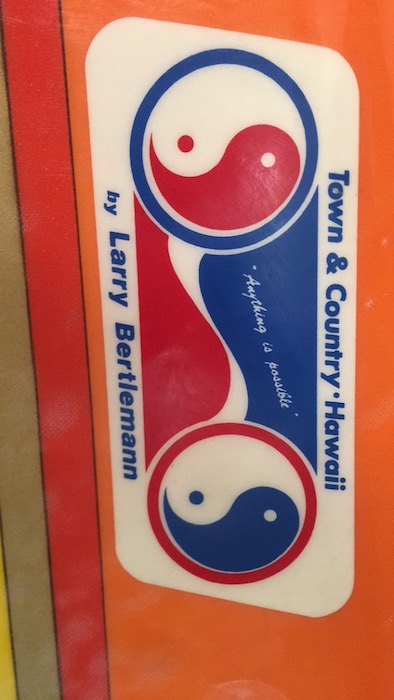 Town & Country·Hawaii
"Anything is possible"
by Larry Bertlemann